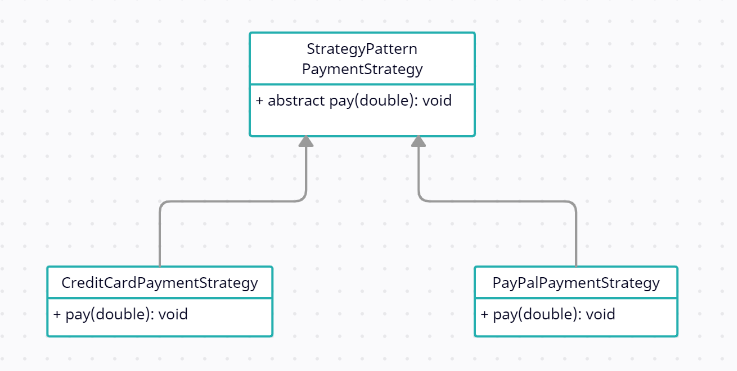 StrategyPattern
PaymentStrategy
+ abstract pay(double): void
CreditCardPaymentStrategy
+ pay(double): void
PayPalPaymentStrategy
+ pay(double): void